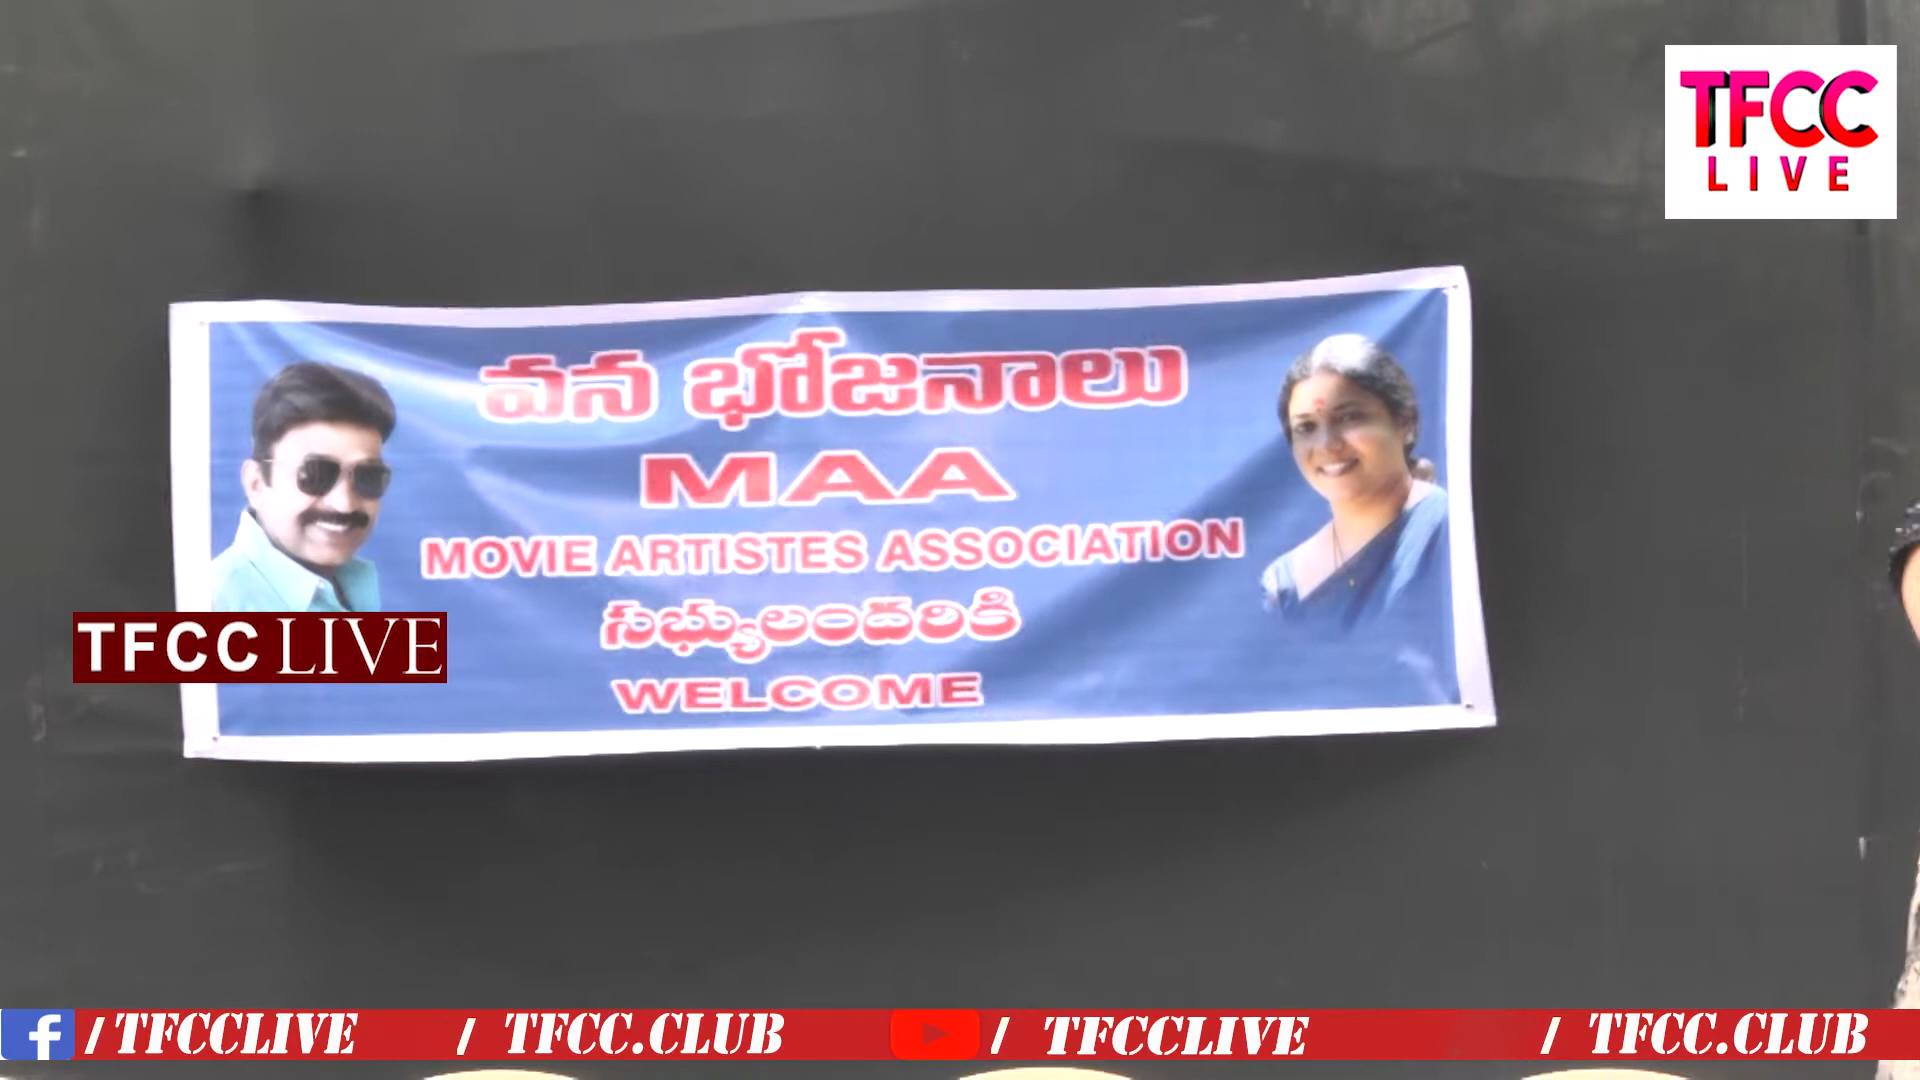 TFCC
LIVE
వన భోజనాలు
MAA
MOVIE ARTISTES ASSOCIATION
సభ్యులందరికి
WELCOME
TFCC LIVE
f /TFCCLIVE / TFCC.CLUB / TFCCLIVE / TFCC.CLUB